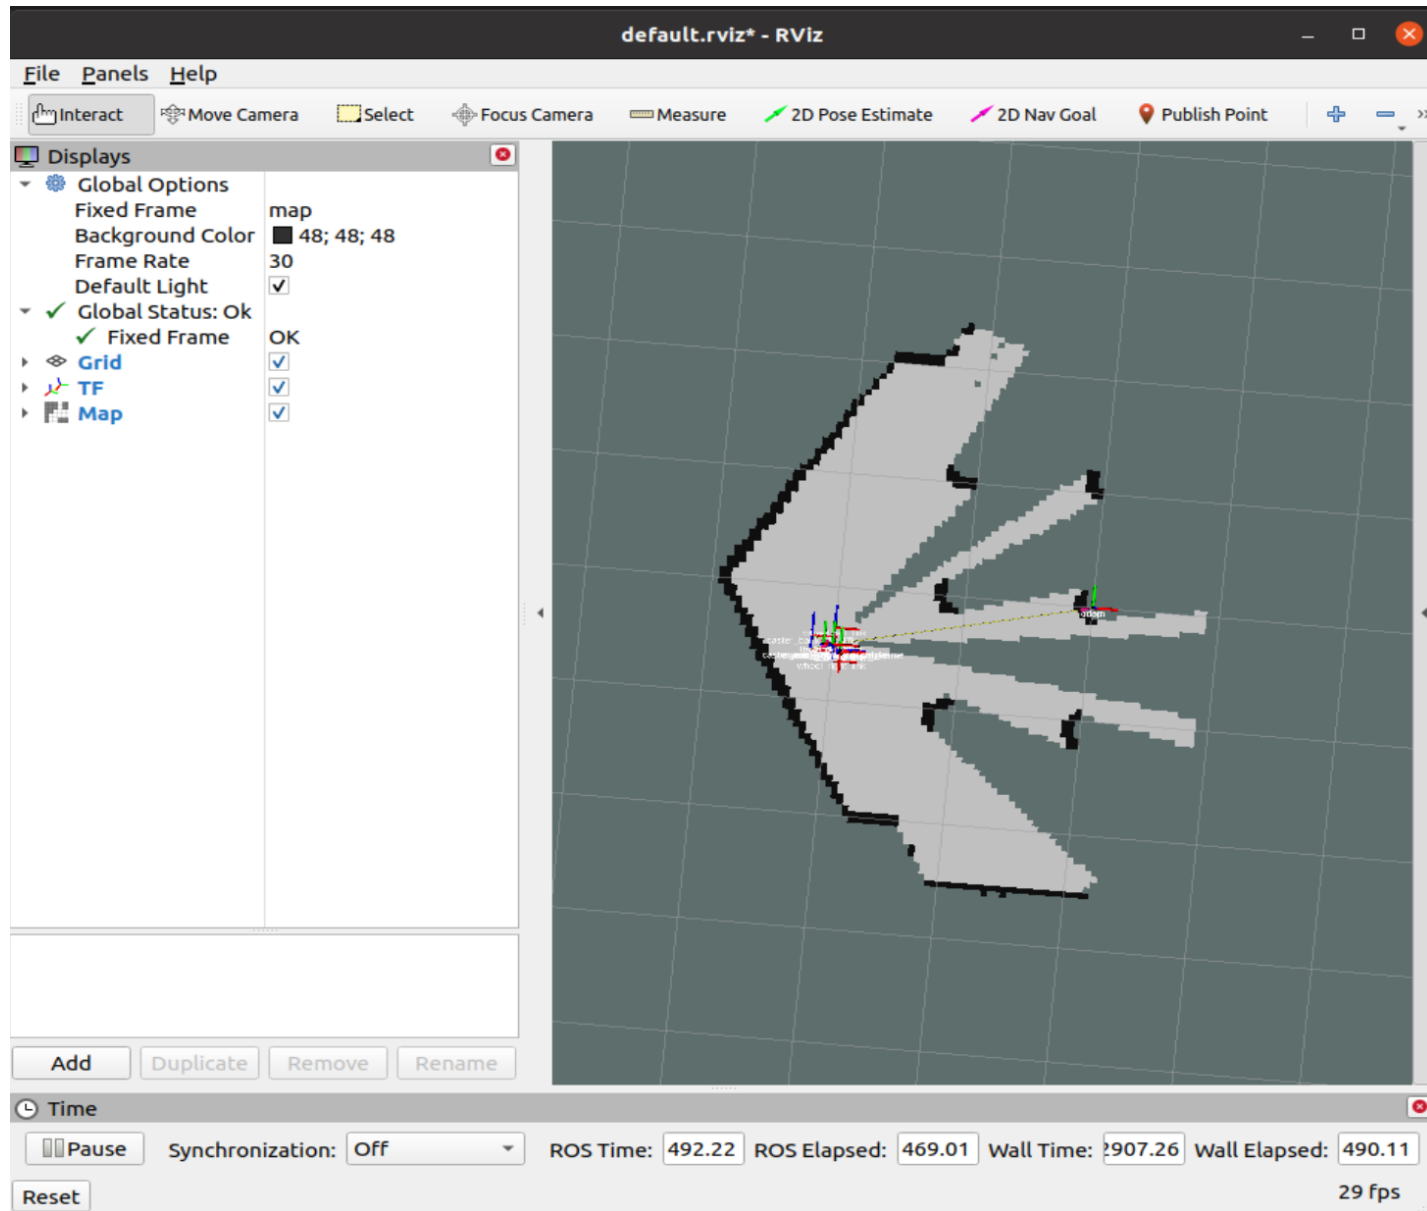 default.rviz* - RViz
File Panels Help
Interact Move Camera Select Focus Camera Measure 2D Pose Estimate 2D Nav Goal Publish Point
Displays
Global Options
Fixed Frame map
Background Color 48; 48; 48
Frame Rate 30
Default Light
Global Status: Ok
Fixed Frame OK
Grid
TF
Map
Add Duplicate Remove Rename
Time
Pause Synchronization: Off ROS Time: 492.22 ROS Elapsed: 469.01 Wall Time: 2907.26 Wall Elapsed: 490.11
Reset 29 fps